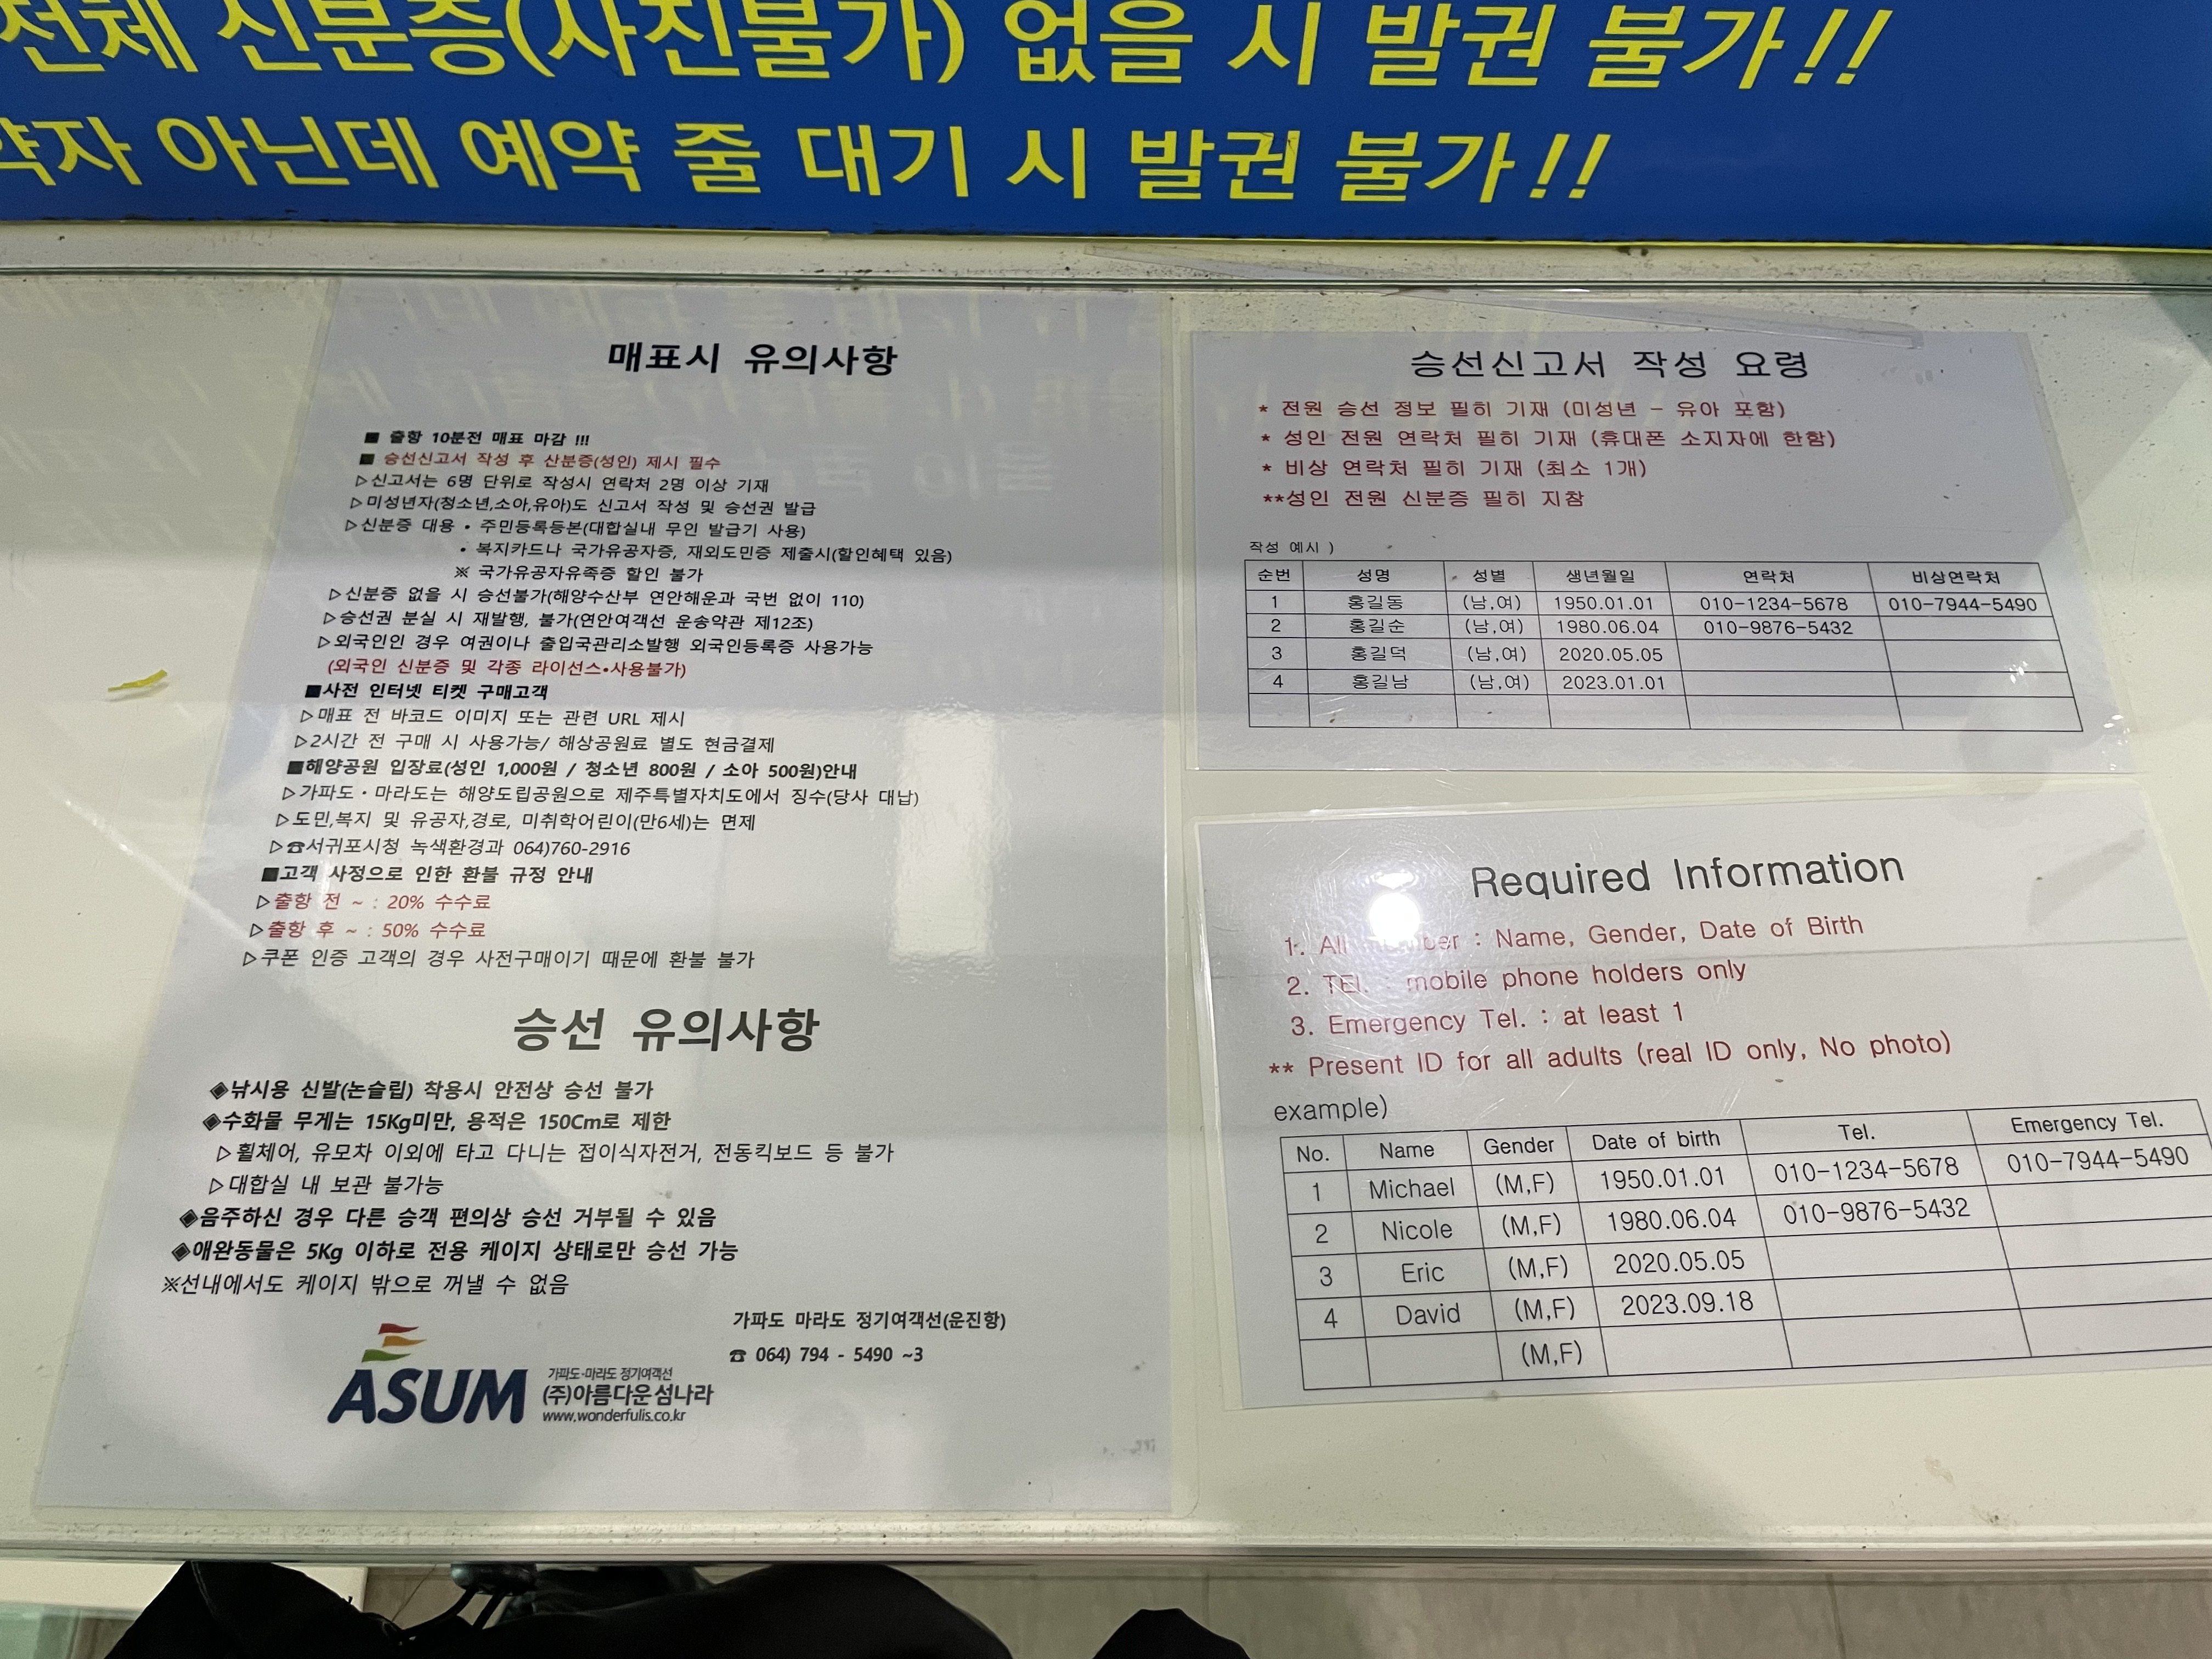 전체 신분증(사진불가) 없을 시 발권 불가!!
약자 아닌데 예약 줄 대기 시 발권 불가!!
매표시 유의사항
■ 출항 10분전 매표 마감 !!!
■ 승선신고서 작성 후 산분증(성인) 제시 필수
▷신고서는 6명 단위로 작성시 연락처 2명 이상 기재
▷미성년자(청소년,소아,유아)도 신고서 작성 및 승선권 발급
▷신분증 대용 • 주민등록등본(대합실내 무인 발급기 사용)
• 복지카드나 국가유공자증, 재외도민증 제출시(할인혜택 있음)
※ 국가유공자유족증 할인 불가
▷신분증 없을 시 승선불가(해양수산부 연안해운과 국번 없이 110)
▷승선권 분실 시 재발행, 불가(연안여객선 운송약관 제12조)
▷외국인인 경우 여권이나 출입국관리소발행 외국인등록증 사용가능
(외국인 신분증 및 각종 라이선스•사용불가)
■사전 인터넷 티켓 구매고객
▷매표 전 바코드 이미지 또는 관련 URL 제시
▷2시간 전 구매 시 사용가능/ 해상공원료 별도 현금결제
■해양공원 입장료(성인 1,000원 / 청소년 800원 / 소아 500원)안내
▷가파도・마라도는 해양도립공원으로 제주특별자치도에서 징수(당사 대납)
▷도민,복지 및 유공자,경로, 미취학어린이(만6세)는 면제
▷☎서귀포시청 녹색환경과 064)760-2916
■고객 사정으로 인한 환불 규정 안내
▷출항 전 ~ : 20% 수수료
▷출항 후 ~ : 50% 수수료
▷쿠폰 인증 고객의 경우 사전구매이기 때문에 환불 불가
승선 유의사항
◈낚시용 신발(논슬립) 착용시 안전상 승선 불가
◈수화물 무게는 15Kg미만, 용적은 150Cm로 제한
▷휠체어, 유모차 이외에 타고 다니는 접이식자전거, 전동킥보드 등 불가
▷대합실 내 보관 불가능
◈음주하신 경우 다른 승객 편의상 승선 거부될 수 있음
◈애완동물은 5Kg 이하로 전용 케이지 상태로만 승선 가능
※선내에서도 케이지 밖으로 꺼낼 수 없음
가파도 마라도 정기여객선(운진항)
☎ 064) 794 - 5490 ~3
ASUM
가파도·마라도 정기여객선
(주)아름다운섬나라
www.wonderfulis.co.kr
승선신고서 작성 요령
* 전원 승선 정보 필히 기재 (미성년 - 유아 포함)
* 성인 전원 연락처 필히 기재 (휴대폰 소지자에 한함)
* 비상 연락처 필히 기재 (최소 1개)
**성인 전원 신분증 필히 지참
작성 예시 )
순번 성명 성별 생년월일 연락처 비상연락처
1 홍길동 (남,여) 1950.01.01 010-1234-5678 010-7944-5490
2 홍길순 (남,여) 1980.06.04 010-9876-5432
3 홍길덕 (남,여) 2020.05.05
4 홍길남 (남,여) 2023.01.01
Required Information
1. All : Name, Gender, Date of Birth
2. TEL. : mobile phone holders only
3. Emergency Tel. : at least 1
** Present ID for all adults (real ID only, No photo)
example)
No. Name Gender Date of birth Tel. Emergency Tel.
1 Michael (M,F) 1950.01.01 010-1234-5678 010-7944-5490
2 Nicole (M,F) 1980.06.04 010-9876-5432
3 Eric (M,F) 2020.05.05
4 David (M,F) 2023.09.18
(M,F)